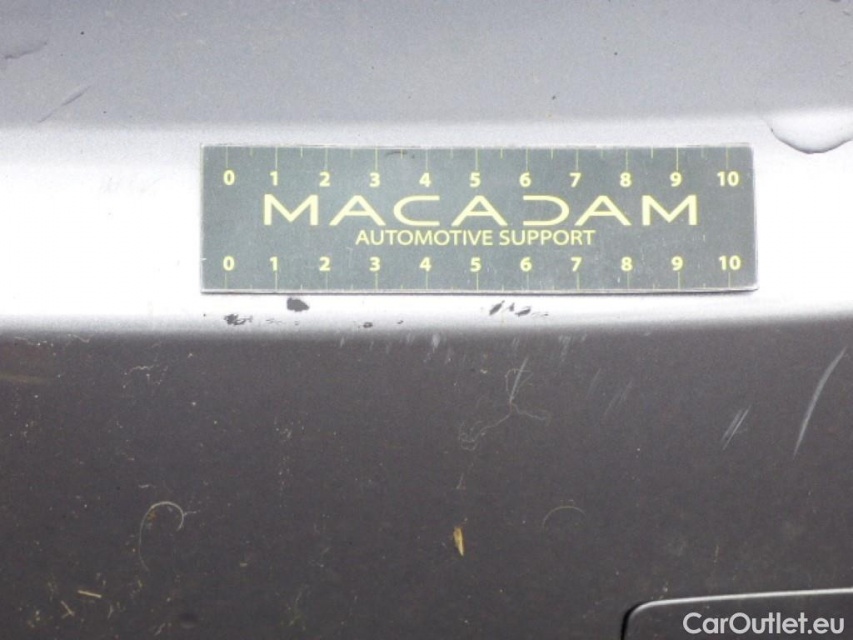 0 1 2 3 4 5 6 7 8 9 10
MACADAM
AUTOMOTIVE SUPPORT
0 1 2 3 4 5 6 7 8 9 10
CarOutlet.eu